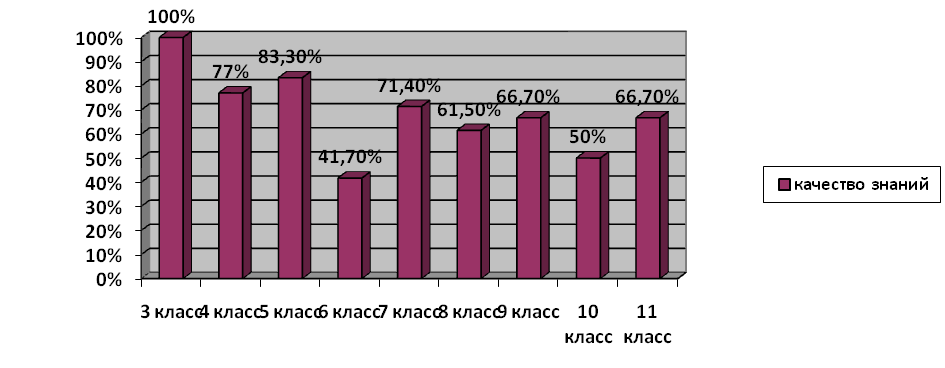 100%
100%
90%
80%
70%
60%
50%
40%
30%
20%
10%
0%
77%
83,30%
41,70%
71,40%
61,50%
66,70%
50%
66,70%
3 класс
4 класс
5 класс
6 класс
7 класс
8 класс
9 класс
10
класс
11
класс
качество знаний